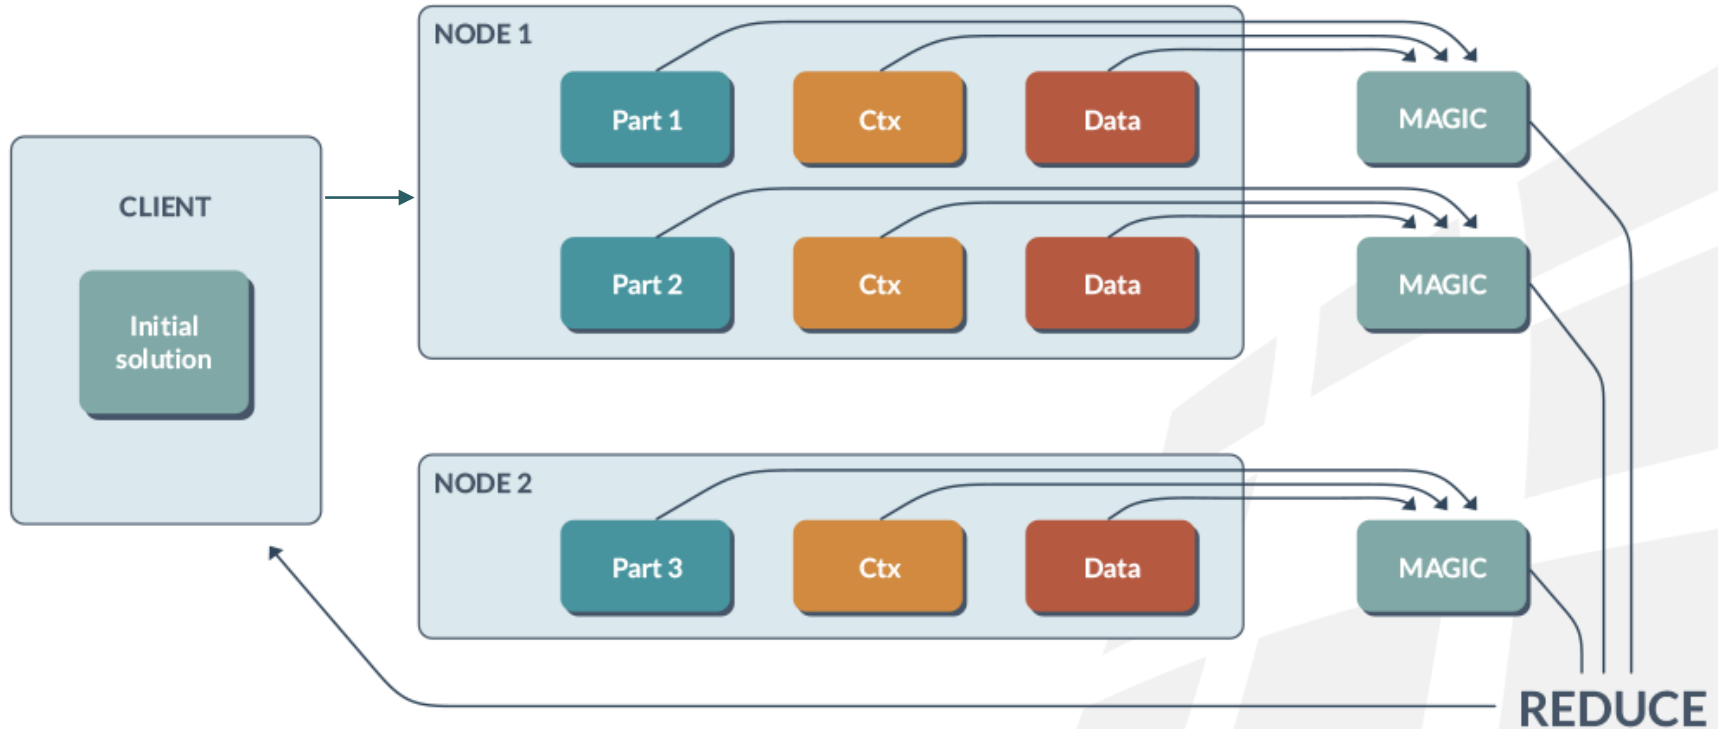 NODE 1
Part 1
Ctx
Data
MAGIC
CLIENT
Initial
solution
Part 2
Ctx
Data
MAGIC
NODE 2
Part 3
Ctx
Data
MAGIC
REDUCE